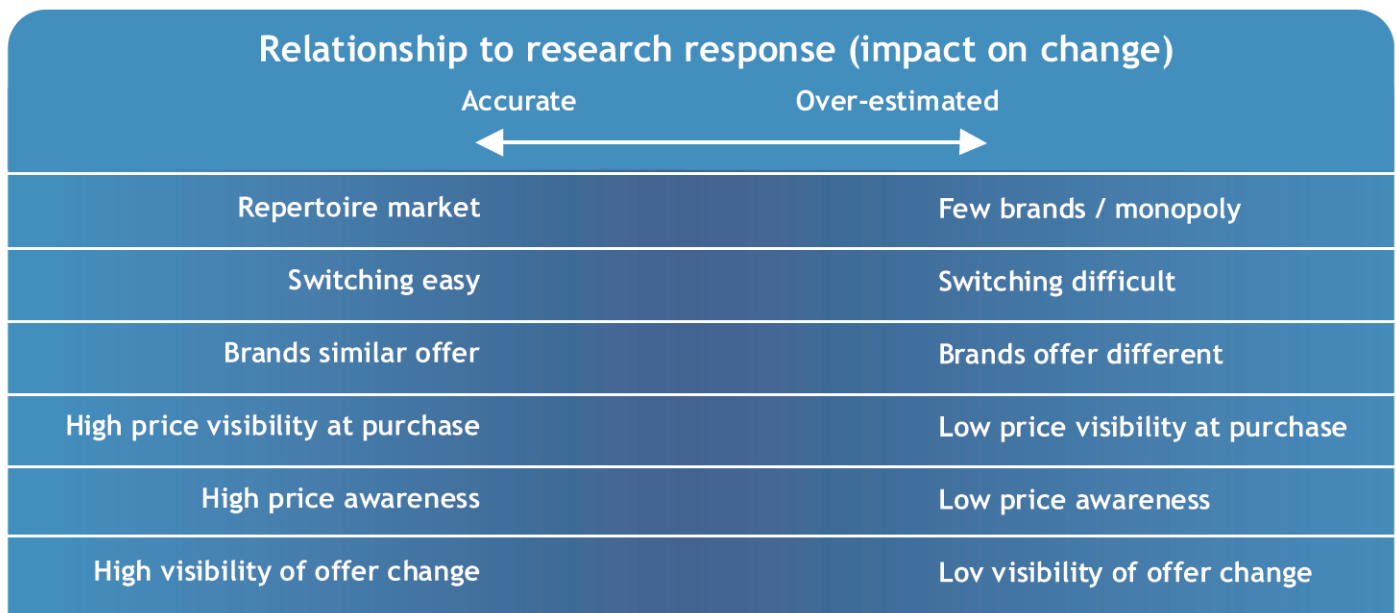 Relationship to research response (impact on change)
Accurate Over-estimated
Repertoire market Few brands / monopoly
Switching easy Switching difficult
Brands similar offer Brands offer different
High price visibility at purchase Low price visibility at purchase
High price awareness Low price awareness
High visibility of offer change Lov visibility of offer change